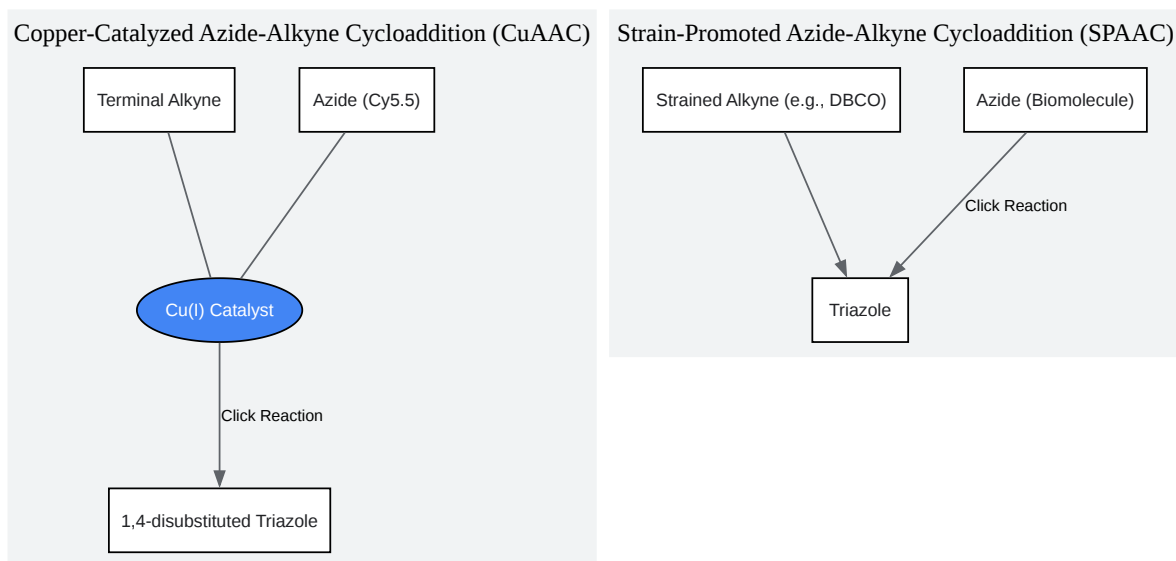 Copper-Catalyzed Azide-Alkyne Cycloaddition (CuAAC)
Terminal Alkyne
Azide (Cy5.5)
Cu(I) Catalyst
Click Reaction
1,4-disubstituted Triazole
Strain-Promoted Azide-Alkyne Cycloaddition (SPAAC)
Strained Alkyne (e.g., DBCO)
Azide (Biomolecule)
Click Reaction
Triazole